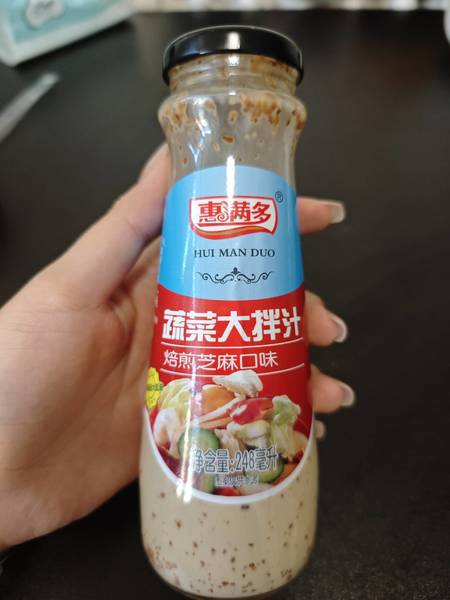 惠满多®
HUI MAN DUO
蔬菜大拌汁
焙煎芝麻口味
净含量:248毫升